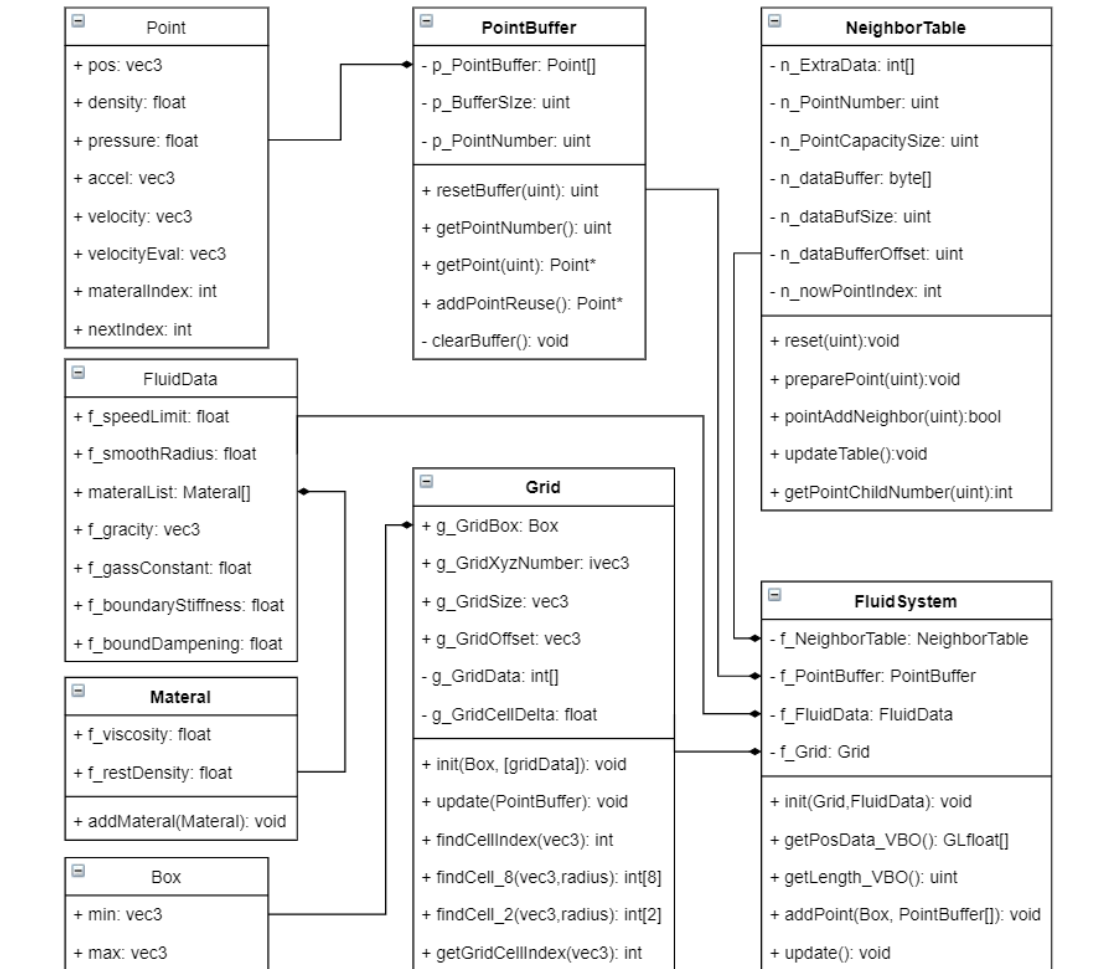 Point
+ pos: vec3
+ density: float
+ pressure: float
+ accel: vec3
+ velocity: vec3
+ velocityEval: vec3
+ materalIndex: int
+ nextIndex: int
PointBuffer
- p_PointBuffer: Point[]
- p_BufferSIze: uint
- p_PointNumber: uint
+ resetBuffer(uint): uint
+ getPointNumber(): uint
+ getPoint(uint): Point*
+ addPointReuse(): Point*
- clearBuffer(): void
NeighborTable
- n_ExtraData: int[]
- n_PointNumber: uint
- n_PointCapacitySize: uint
- n_dataBuffer: byte[]
- n_dataBufSize: uint
- n_dataBufferOffset: uint
- n_nowPointIndex: int
+ reset(uint):void
+ preparePoint(uint):void
+ pointAddNeighbor(uint):bool
+ updateTable():void
+ getPointChildNumber(uint):int
FluidData
+ f_speedLimit: float
+ f_smoothRadius: float
+ materalList: Materal[]
+ f_gracity: vec3
+ f_gassConstant: float
+ f_boundaryStiffness: float
+ f_boundDampening: float
Materal
+ f_viscosity: float
+ f_restDensity: float
+ addMateral(Materal): void
Box
+ min: vec3
+ max: vec3
Grid
+ g_GridBox: Box
+ g_GridXyzNumber: ivec3
+ g_GridSize: vec3
+ g_GridOffset: vec3
- g_GridData: int[]
- g_GridCellDelta: float
+ init(Box, [gridData]): void
+ update(PointBuffer): void
+ findCellIndex(vec3): int
+ findCell_8(vec3,radius): int[8]
+ findCell_2(vec3,radius): int[2]
+ getGridCellIndex(vec3): int
FluidSystem
- f_NeighborTable: NeighborTable
- f_PointBuffer: PointBuffer
- f_FluidData: FluidData
- f_Grid: Grid
+ init(Grid,FluidData): void
+ getPosData_VBO(): GLfloat[]
+ getLength_VBO(): uint
+ addPoint(Box, PointBuffer[]): void
+ update(): void